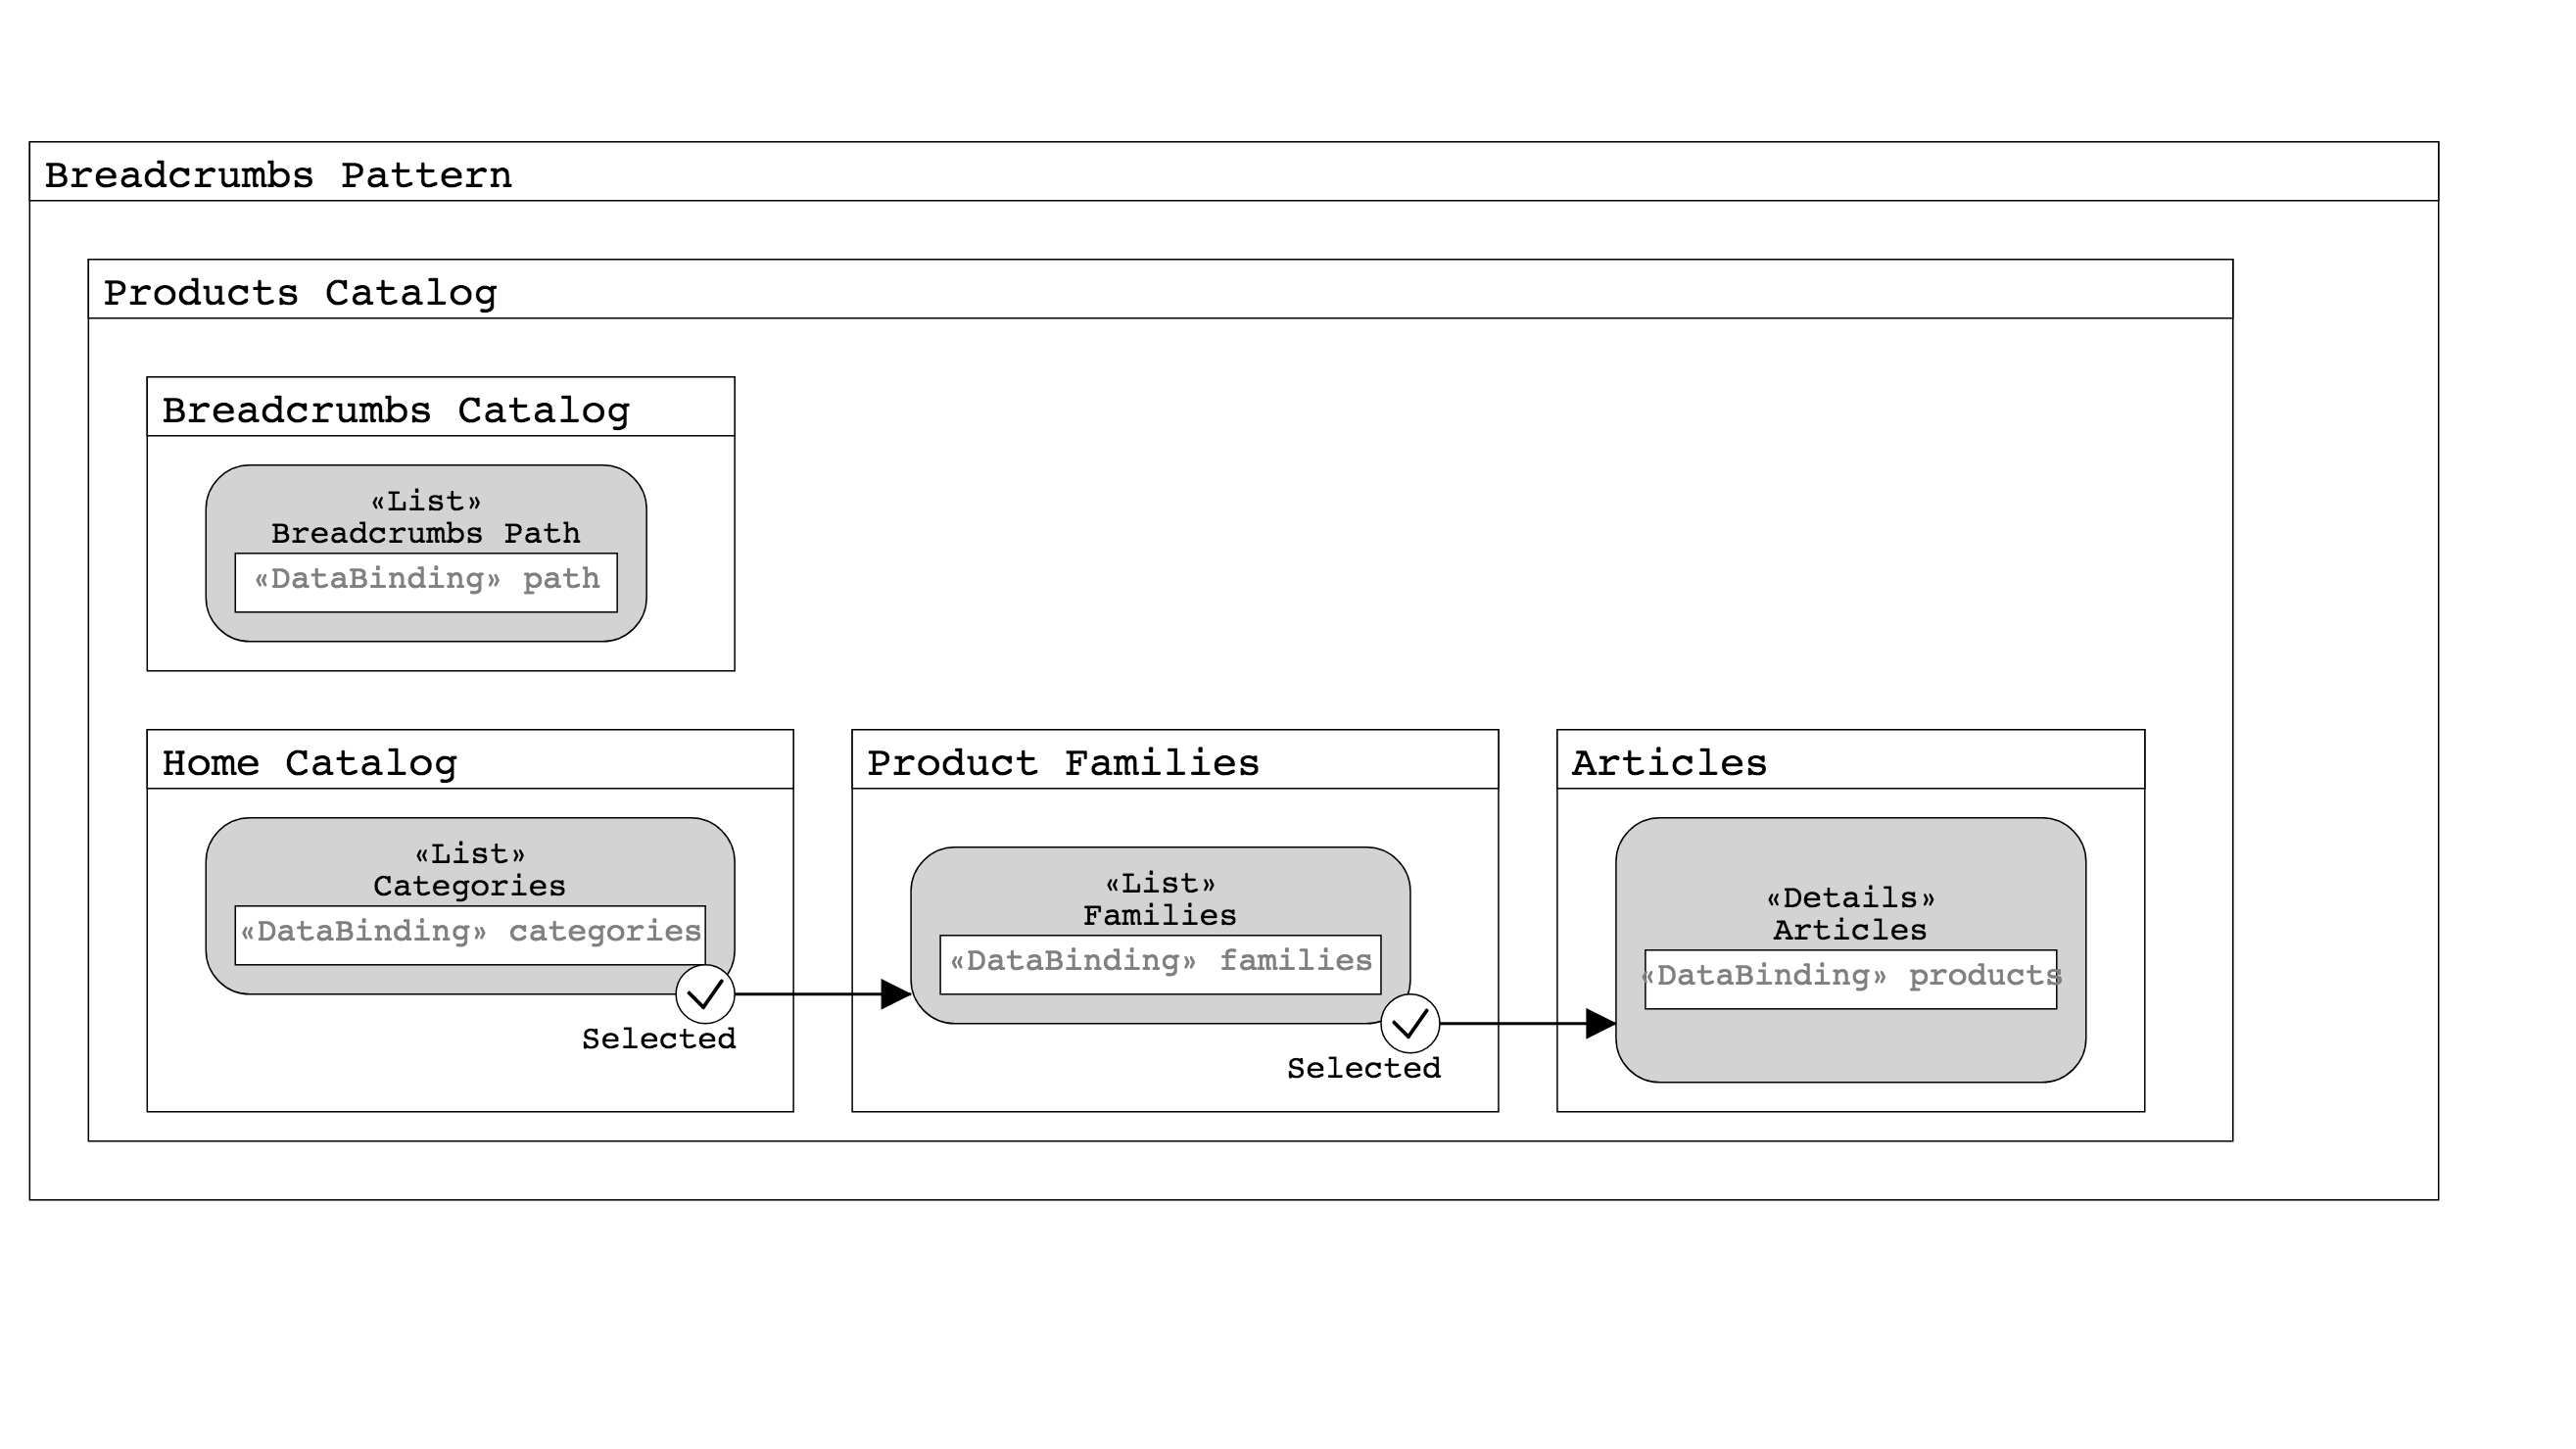 Breadcrumbs Pattern
Products Catalog
Breadcrumbs Catalog
«List»
Breadcrumbs Path
«DataBinding» path
Home Catalog
«List»
Categories
«DataBinding» categories
Selected
Product Families
«List»
Families
«DataBinding» families
Selected
Articles
«Details»
Articles
«DataBinding» products